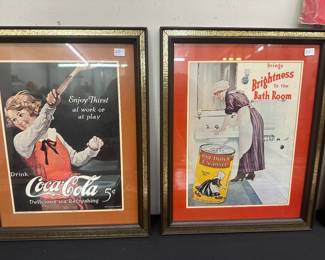 Enjoy Thirst
at work or
at play
Drink
Coca-Cola
Delicious and Refreshing
5¢
Brings
Brightness
To the
Bath Room
Old Dutch
Cleanser